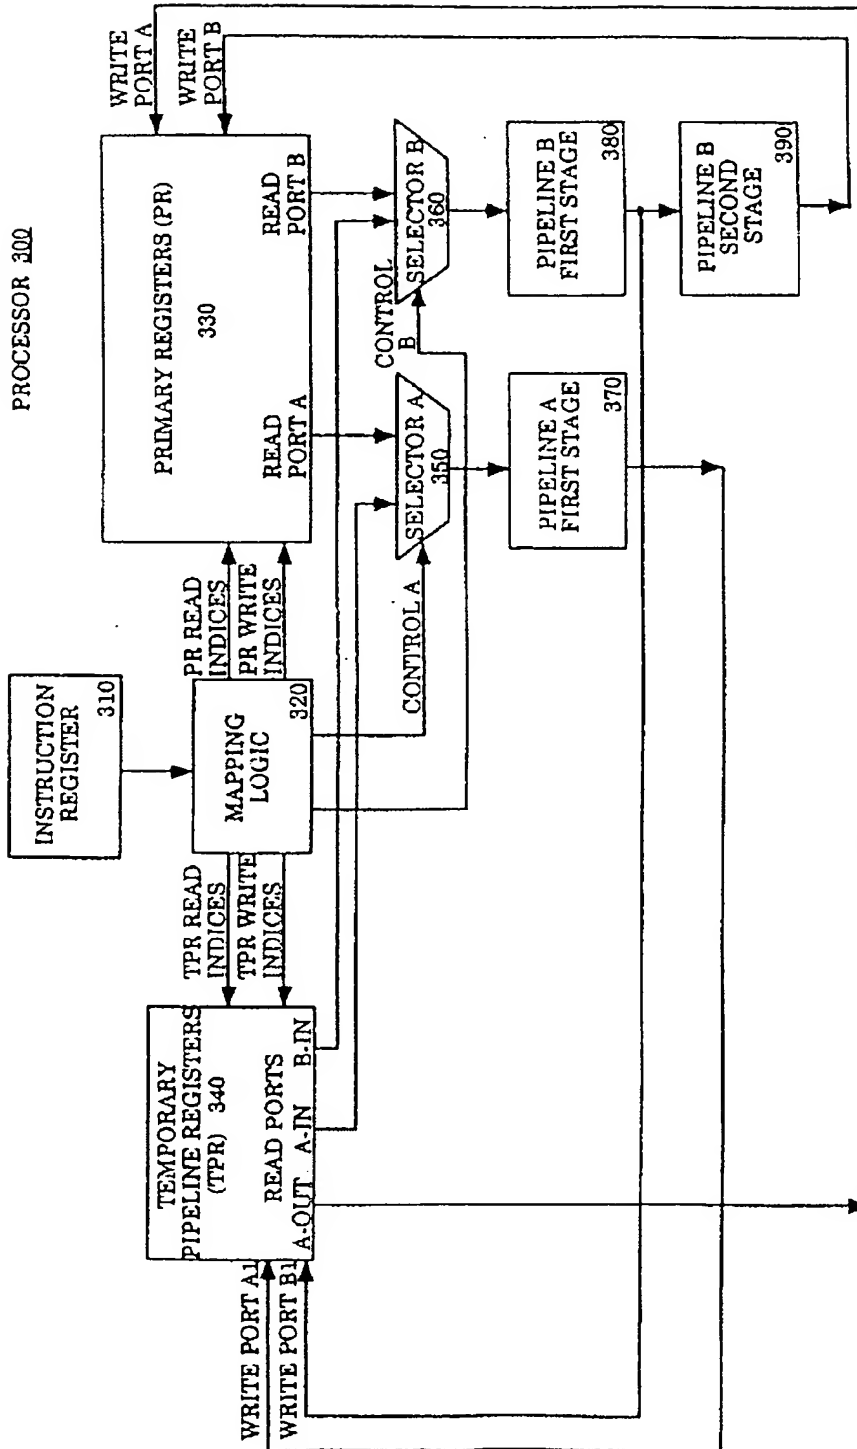 PROCESSOR 300
INSTRUCTION
REGISTER
310
TEMPORARY
PIPELINE REGISTERS
(TPR) 340
READ PORTS
A-OUT A-IN B-IN
WRITE PORT A1
WRITE PORT B1
TPR READ
INDICES
TPR WRITE
INDICES
MAPPING
LOGIC
320
PR READ
INDICES
PR WRITE
INDICES
PRIMARY REGISTERS (PR)
330
READ
PORT A
READ
PORT B
WRITE
PORT A
WRITE
PORT B
CONTROL A
SELECTOR A
350
CONTROL
B
SELECTOR B
360
PIPELINE A
FIRST STAGE
370
PIPELINE B
FIRST STAGE
380
PIPELINE B
SECOND
STAGE
390